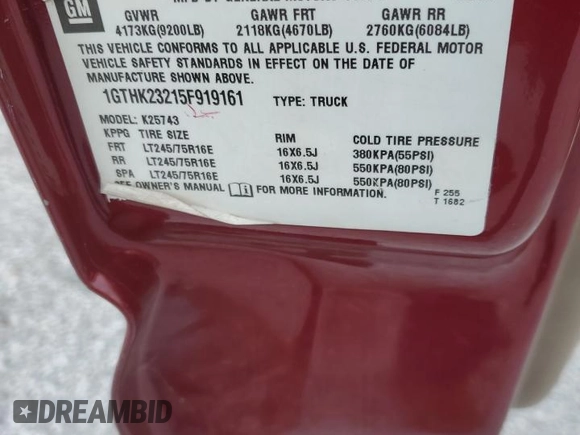 GM
GVWR GAWR FRT GAWR RR
4173KG(9200LB) 2118KG(4670LB) 2760KG(6084LB)
THIS VEHICLE CONFORMS TO ALL APPLICABLE U.S. FEDERAL MOTOR
VEHICLE SAFETY STANDARDS IN EFFECT ON THE DATE OF
MANUFACTURE SHOWN ABOVE.
1GTHK23215F919161 TYPE: TRUCK
MODEL: K25743
KPPG TIRE SIZE RIM COLD TIRE PRESSURE
FRT LT245/75R16E 16X6.5J 380KPA(55PSI)
RR LT245/75R16E 16X6.5J 550KPA(80PSI)
SPA LT245/75R16E 16X6.5J 550KPA(80PSI)
SEE OWNER'S MANUAL FOR MORE INFORMATION.
F 255
T 1682
DREAMBID